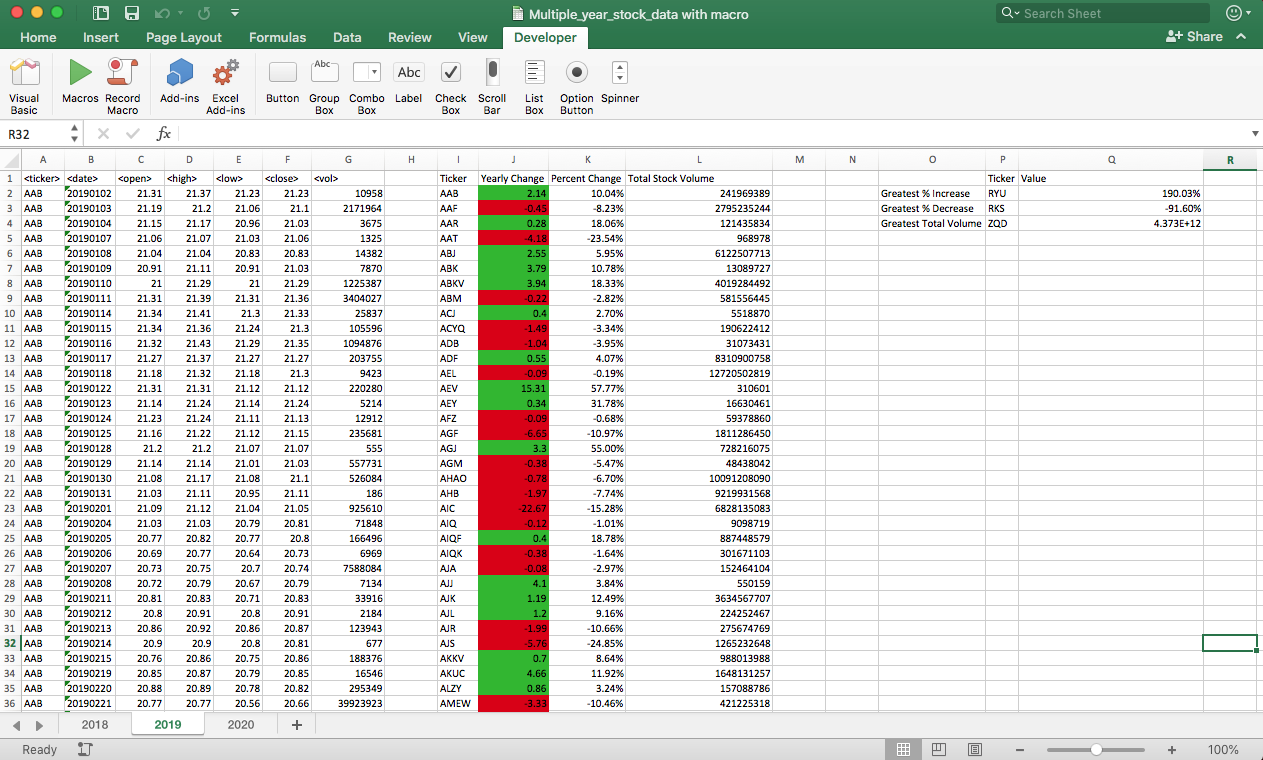 Multiple_year_stock_data with macro
Search Sheet
Home Insert Page Layout Formulas Data Review View Developer
Share
Visual Basic Macros Record Macro Add-ins Excel Add-ins Button Group Box Combo Box Label Check Box Scroll Bar List Box Option Button Spinner
Abc Abc
R32 fx
A B C D E F G H I J K L M N O P Q R
1 <ticker> <date> <open> <high> <low> <close> <vol> Ticker Yearly Change Percent Change Total Stock Volume Ticker Value
2 AAB 20190102 21.31 21.37 21.23 21.23 10958 AAB 2.14 10.04% 241969389 Greatest % Increase RYU 190.03%
3 AAB 20190103 21.19 21.2 21.06 21.1 2171964 AAF -0.45 -8.23% 2795235244 Greatest % Decrease RKS -91.60%
4 AAB 20190104 21.15 21.17 20.96 21.03 3675 AAR 0.28 18.06% 121435834 Greatest Total Volume ZQD 4.373E+12
5 AAB 20190107 21.06 21.07 21.03 21.06 1325 AAT -4.18 -23.54% 968978
6 AAB 20190108 21.04 21.04 20.83 20.83 14382 ABJ 2.55 5.95% 6122507713
7 AAB 20190109 20.91 21.11 20.91 21.03 7870 ABK 3.79 10.78% 13089727
8 AAB 20190110 21 21.29 21 21.29 1225387 ABKV 3.94 18.33% 4019284492
9 AAB 20190111 21.31 21.39 21.31 21.36 3404027 ABM -0.22 -2.82% 581556445
10 AAB 20190114 21.34 21.41 21.3 21.33 25837 ACJ 0.4 2.70% 5518870
11 AAB 20190115 21.34 21.36 21.24 21.3 105596 ACYQ -1.49 -3.34% 190622412
12 AAB 20190116 21.32 21.43 21.29 21.35 1094876 ADB -1.04 -3.95% 31073431
13 AAB 20190117 21.27 21.37 21.27 21.27 203755 ADF 0.55 4.07% 8310900758
14 AAB 20190118 21.18 21.32 21.18 21.3 9423 AEL -0.09 -0.19% 12720502819
15 AAB 20190122 21.31 21.31 21.12 21.12 220280 AEV 15.31 57.77% 310601
16 AAB 20190123 21.14 21.24 21.14 21.24 5214 AEY 0.34 31.78% 16630461
17 AAB 20190124 21.23 21.24 21.11 21.13 12912 AFZ -0.09 -0.68% 59378860
18 AAB 20190125 21.16 21.22 21.12 21.15 235681 AGF -6.65 -10.97% 1811286450
19 AAB 20190128 21.2 21.2 21.07 21.07 555 AGJ 3.3 55.00% 728216075
20 AAB 20190129 21.14 21.14 21.01 21.03 557731 AGM -0.38 -5.47% 48438042
21 AAB 20190130 21.08 21.17 21.08 21.1 526084 AHAO -0.78 -6.70% 10091208090
22 AAB 20190131 21.03 21.11 20.95 21.11 186 AHB -1.97 -7.74% 9219931568
23 AAB 20190201 21.09 21.12 21.04 21.05 925610 AIC -22.67 -15.28% 6828135083
24 AAB 20190204 21.03 21.03 20.79 20.81 71848 AIQ -0.12 -1.01% 9098719
25 AAB 20190205 20.77 20.82 20.77 20.8 166496 AIQF 0.4 18.78% 887448579
26 AAB 20190206 20.69 20.77 20.64 20.73 6969 AIQK -0.38 -1.64% 301671103
27 AAB 20190207 20.73 20.75 20.7 20.74 7588084 AJA -0.08 -2.97% 152464104
28 AAB 20190208 20.72 20.79 20.67 20.79 7134 AJJ 4.1 3.84% 550159
29 AAB 20190211 20.81 20.83 20.71 20.83 33916 AJK 1.19 12.49% 3634567707
30 AAB 20190212 20.8 20.91 20.8 20.91 2184 AJL 1.2 9.16% 224252467
31 AAB 20190213 20.86 20.92 20.86 20.87 123943 AJR -1.99 -10.66% 275674769
32 AAB 20190214 20.9 20.9 20.8 20.81 677 AJS -5.76 -24.85% 1265232648
33 AAB 20190215 20.76 20.86 20.75 20.86 188376 AKKV 0.7 8.64% 988013988
34 AAB 20190219 20.85 20.87 20.79 20.85 16546 AKUC 4.66 11.92% 1648131257
35 AAB 20190220 20.88 20.89 20.78 20.82 295349 ALZY 0.86 3.24% 157088786
36 AAB 20190221 20.77 20.77 20.56 20.66 39923923 AMEW -3.33 -10.46% 421225318
2018 2019 2020 +
Ready 100%